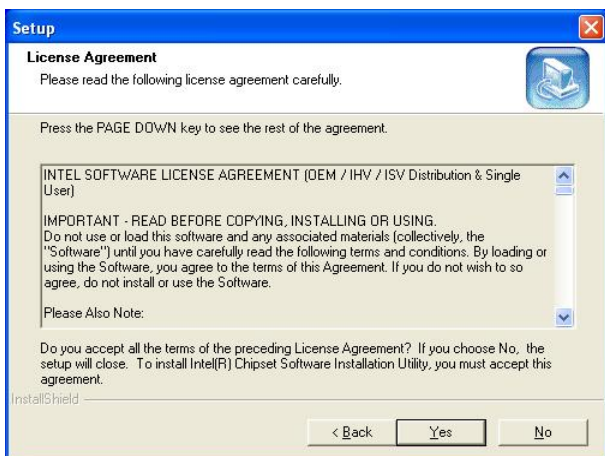 Setup
License Agreement
Please read the following license agreement carefully.
Press the PAGE DOWN key to see the rest of the agreement.
INTEL SOFTWARE LICENSE AGREEMENT (OEM / IHV / ISV Distribution & Single
User)
IMPORTANT - READ BEFORE COPYING, INSTALLING OR USING.
Do not use or load this software and any associated materials (collectively, the
"Software") until you have carefully read the following terms and conditions. By loading or
using the Software, you agree to the terms of this Agreement. If you do not wish to so
agree, do not install or use the Software.
Please Also Note:
Do you accept all the terms of the preceding License Agreement? If you choose No, the
setup will close. To install Intel(R) Chipset Software Installation Utility, you must accept this
agreement.
InstallShield
< Back Yes No